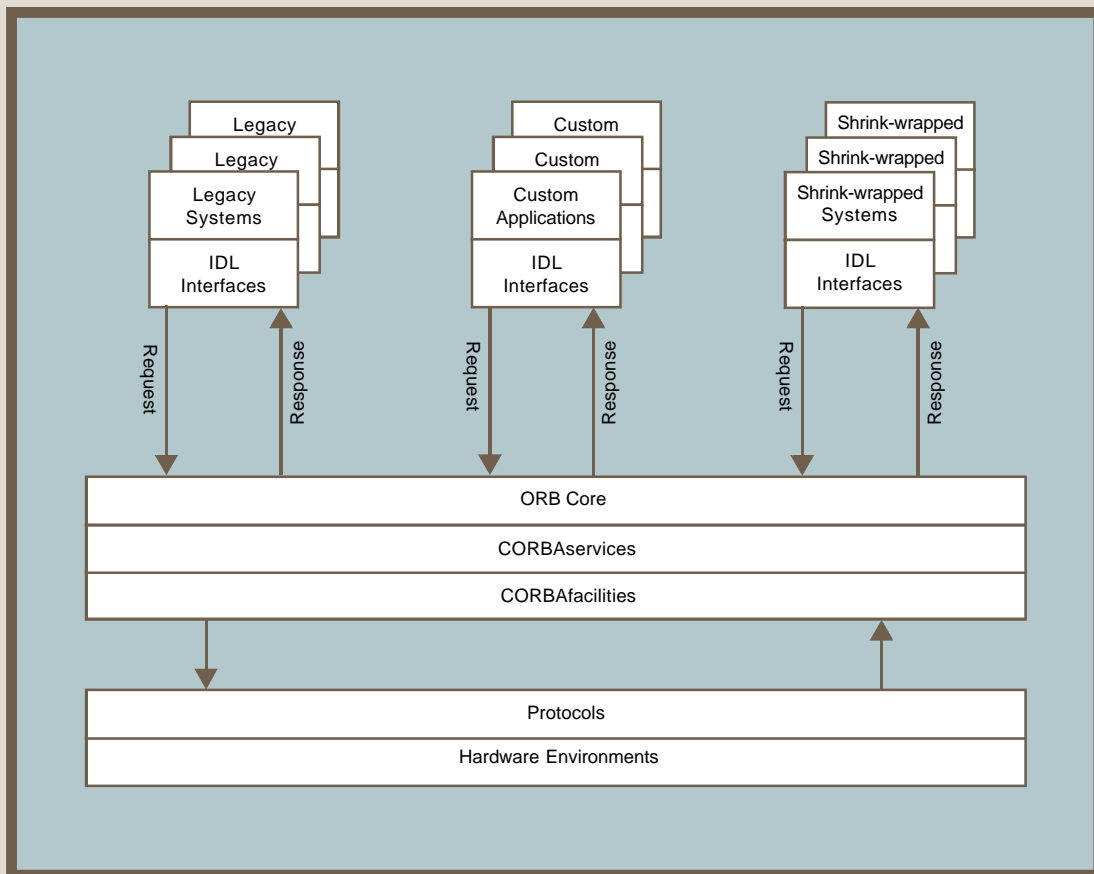 Legacy
Legacy
Legacy
Systems
IDL
Interfaces
Custom
Custom
Custom
Applications
IDL
Interfaces
Shrink-wrapped
Shrink-wrapped
Shrink-wrapped
Systems
IDL
Interfaces
Request
Response
Request
Response
Request
Response
ORB Core
CORBAservices
CORBAfacilities
Protocols
Hardware Environments